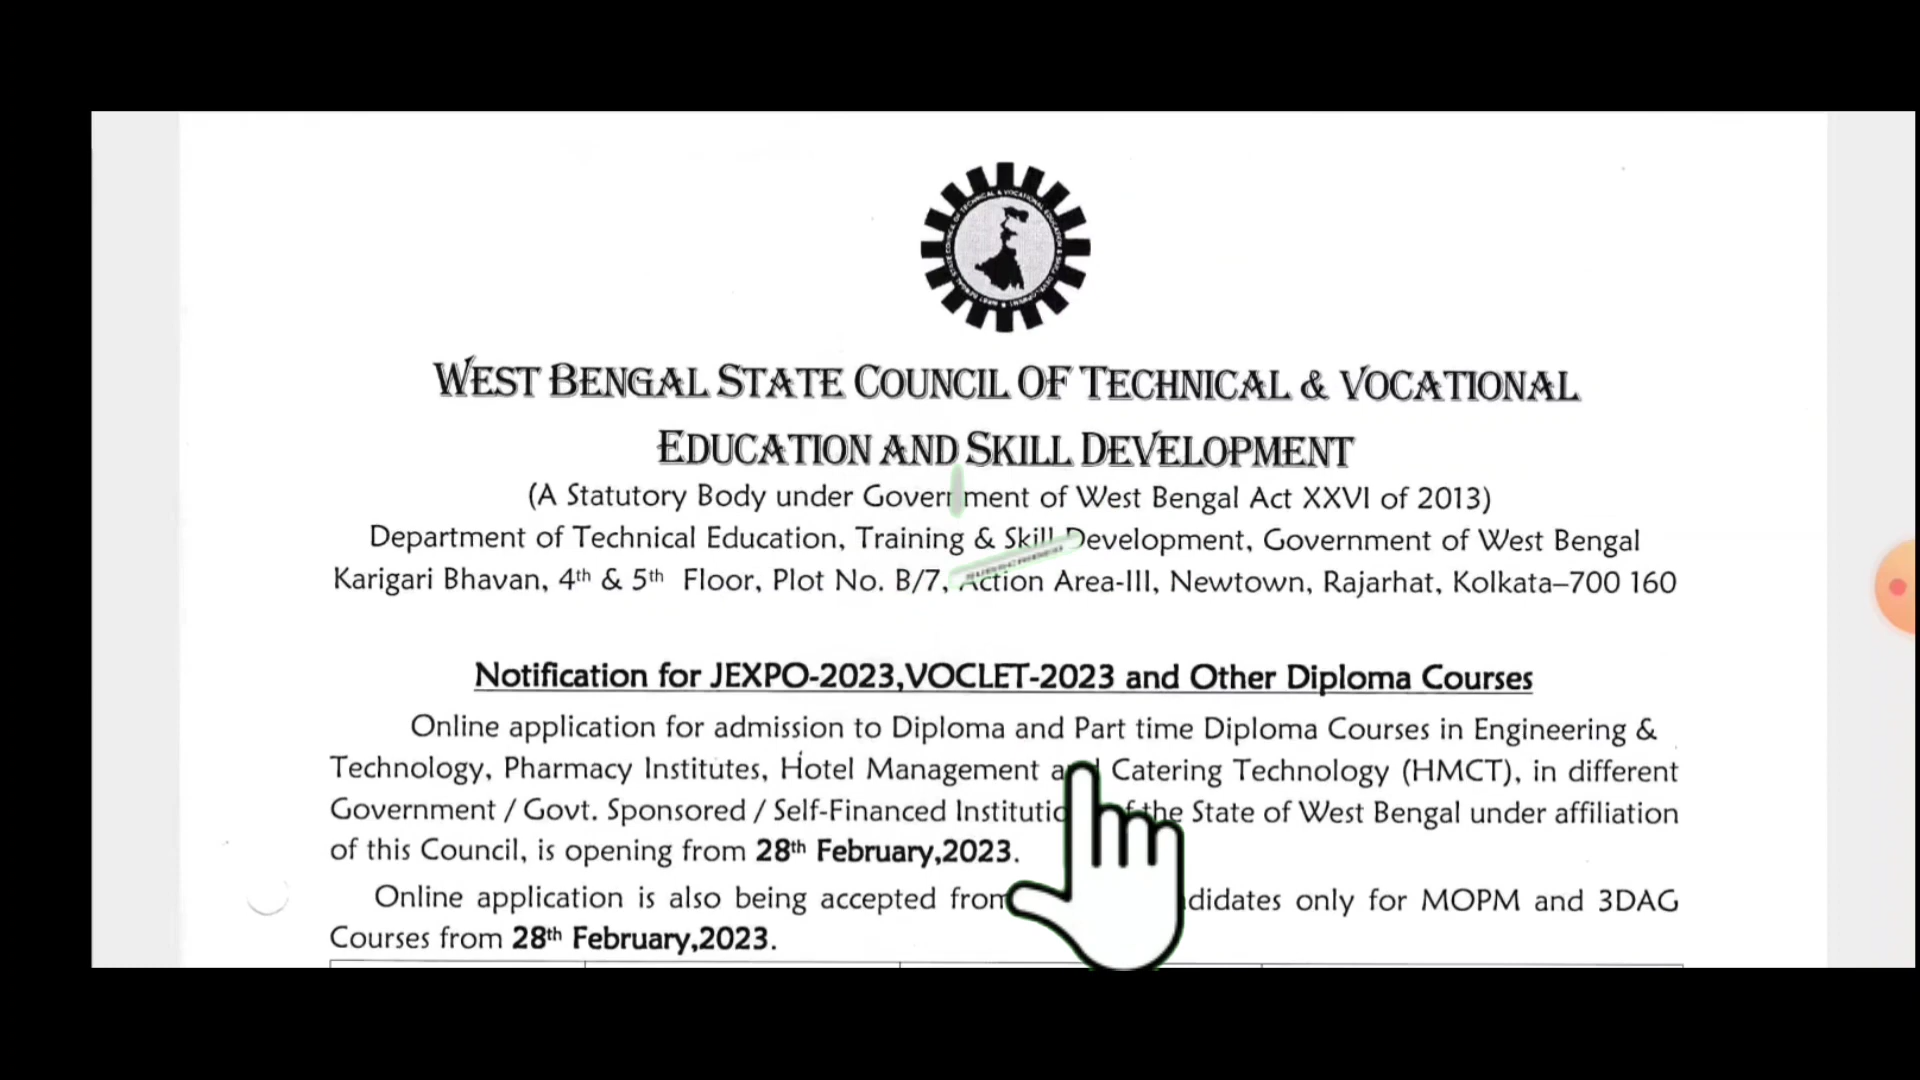 WEST BENGAL STATE COUNCIL OF TECHNICAL & VOCATIONAL
EDUCATION AND SKILL DEVELOPMENT
(A Statutory Body under Government of West Bengal Act XXVI of 2013)
Department of Technical Education, Training & Skill Development, Government of West Bengal
Karigari Bhavan, 4th & 5th Floor, Plot No. B/7, Action Area-III, Newtown, Rajarhat, Kolkata–700 160
Notification for JEXPO-2023,VOCLET-2023 and Other Diploma Courses
Online application for admission to Diploma and Part time Diploma Courses in Engineering &
Technology, Pharmacy Institutes, Hotel Management and Catering Technology (HMCT), in different
Government / Govt. Sponsored / Self-Financed the State of West Bengal under affiliation
of this Council, is opening from 28th February,2023.
Online application is also being accepted from only for MOPM and 3DAG
Courses from 28th February,2023.